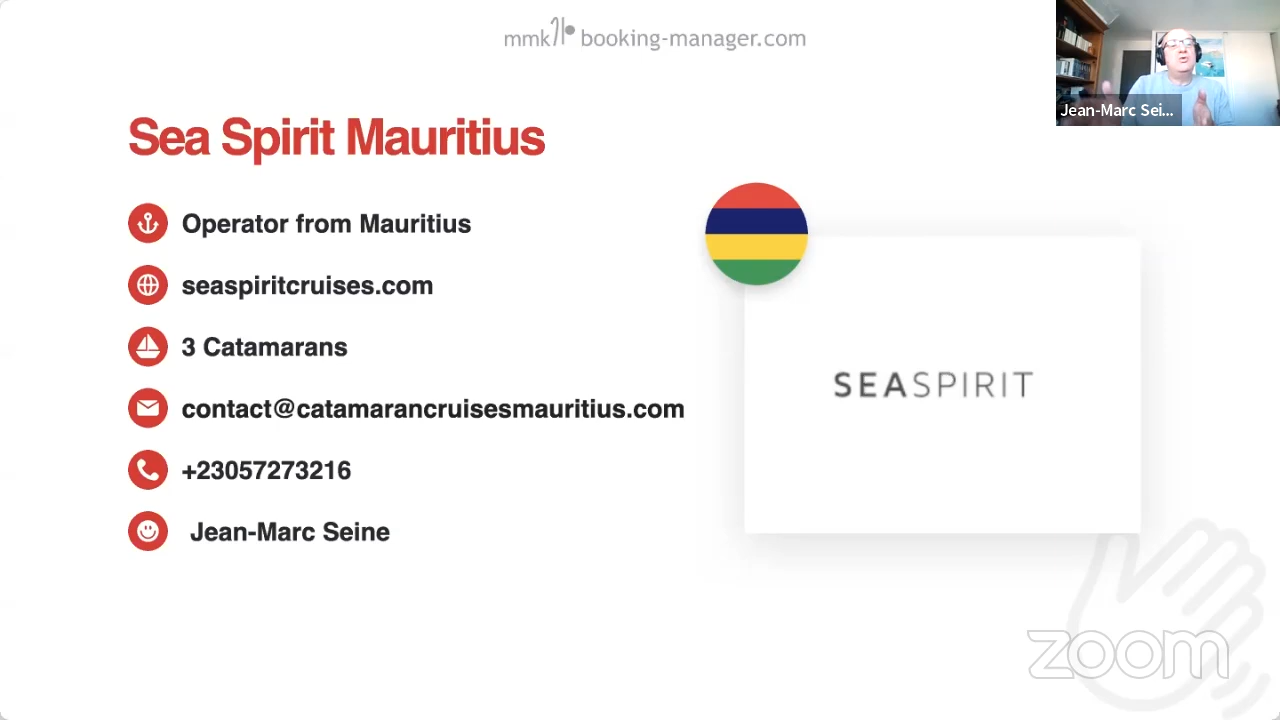 mmk booking-manager.com
Jean-Marc Sei...
Sea Spirit Mauritius
Operator from Mauritius
seaspiritcruises.com
3 Catamarans
contact@catamarancruisesmauritius.com
+23057273216
Jean-Marc Seine
SEASPIRIT
zoom